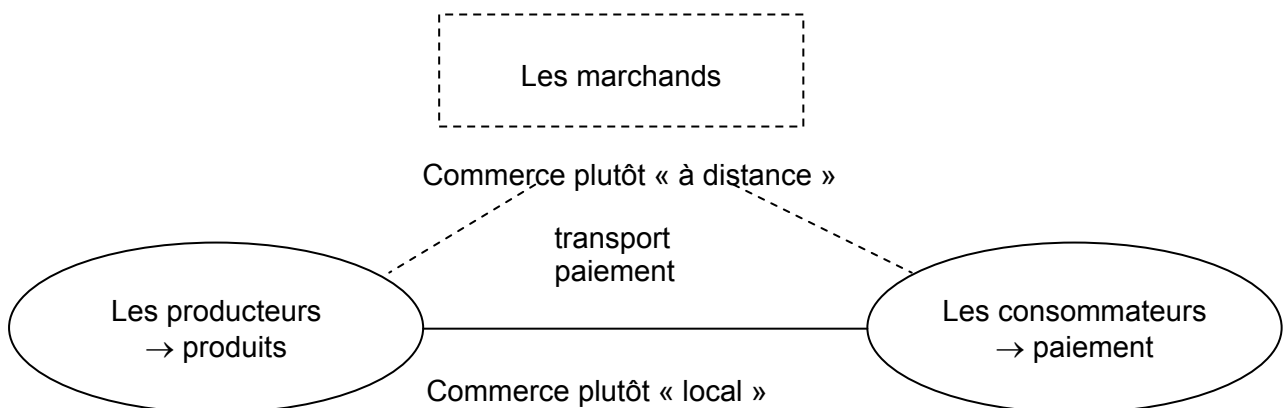 Les marchands
Commerce plutôt « à distance »
transport
paiement
Les producteurs
→ produits
Les consommateurs
→ paiement
Commerce plutôt « local »